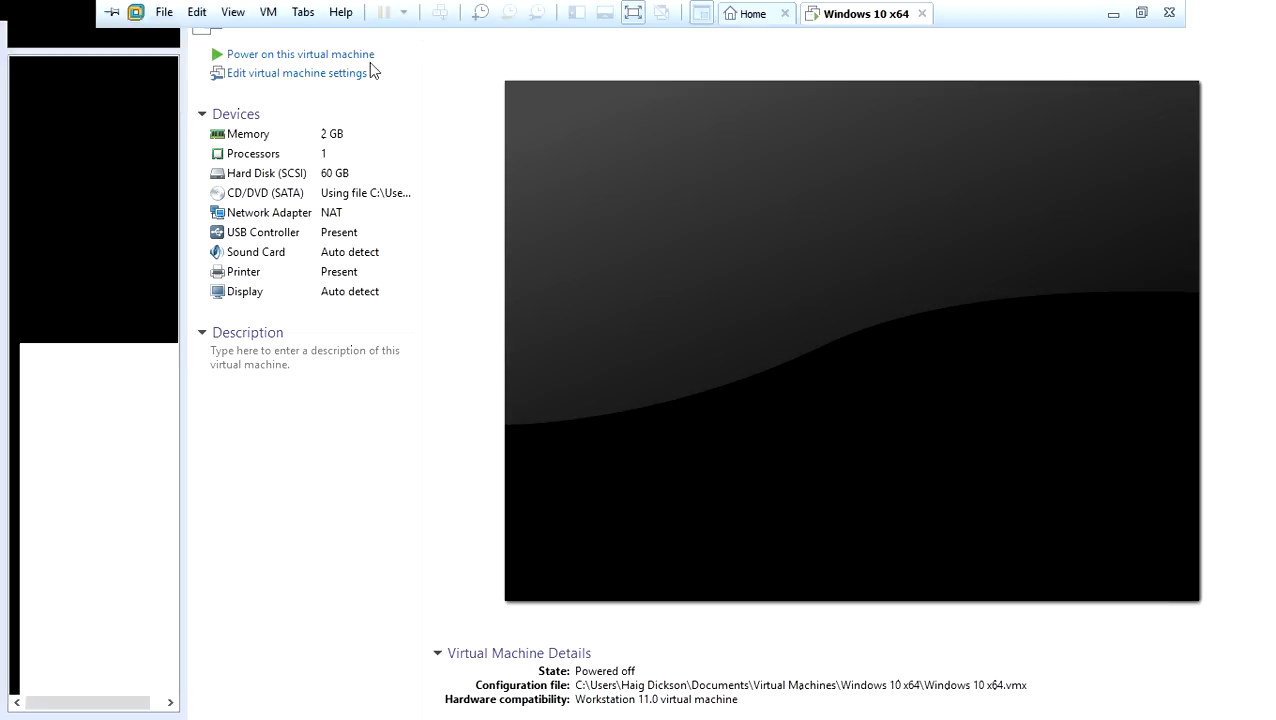 File Edit View VM Tabs Help Home Windows 10 x64
Power on this virtual machine
Edit virtual machine settings
Devices
Memory 2 GB
Processors 1
Hard Disk (SCSI) 60 GB
CD/DVD (SATA) Using file C:\Use...
Network Adapter NAT
USB Controller Present
Sound Card Auto detect
Printer Present
Display Auto detect
Description
Type here to enter a description of this
virtual machine.
Virtual Machine Details
State: Powered off
Configuration file: C:\Users\Haig Dickson\Documents\Virtual Machines\Windows 10 x64\Windows 10 x64.vmx
Hardware compatibility: Workstation 11.0 virtual machine